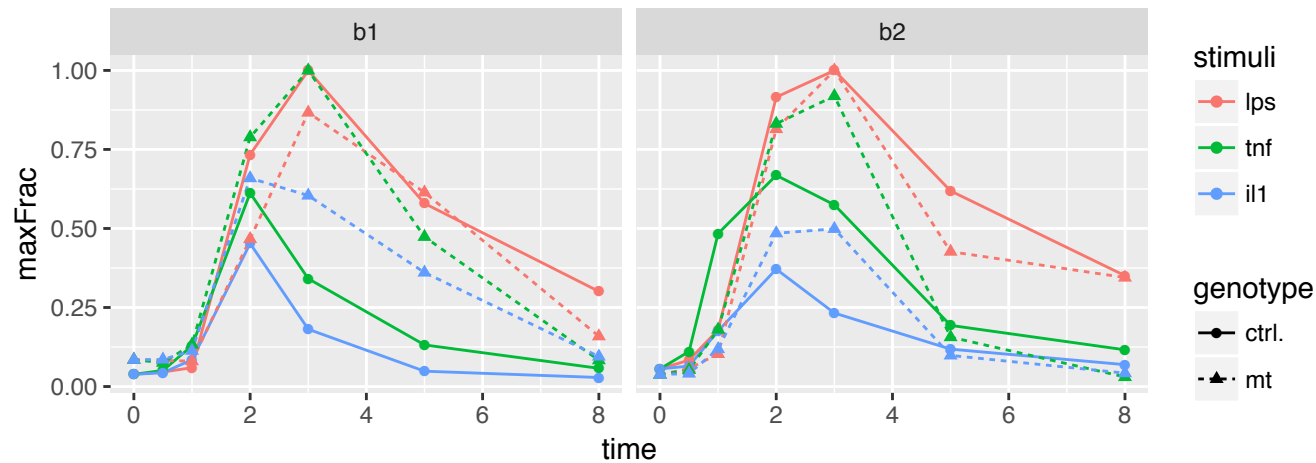 b1
b2
1.00
0.75
0.50
0.25
0.00
maxFrac
0
2
4
6
8
0
2
4
6
8
time
stimuli
lps
tnf
il1
genotype
ctrl.
mt